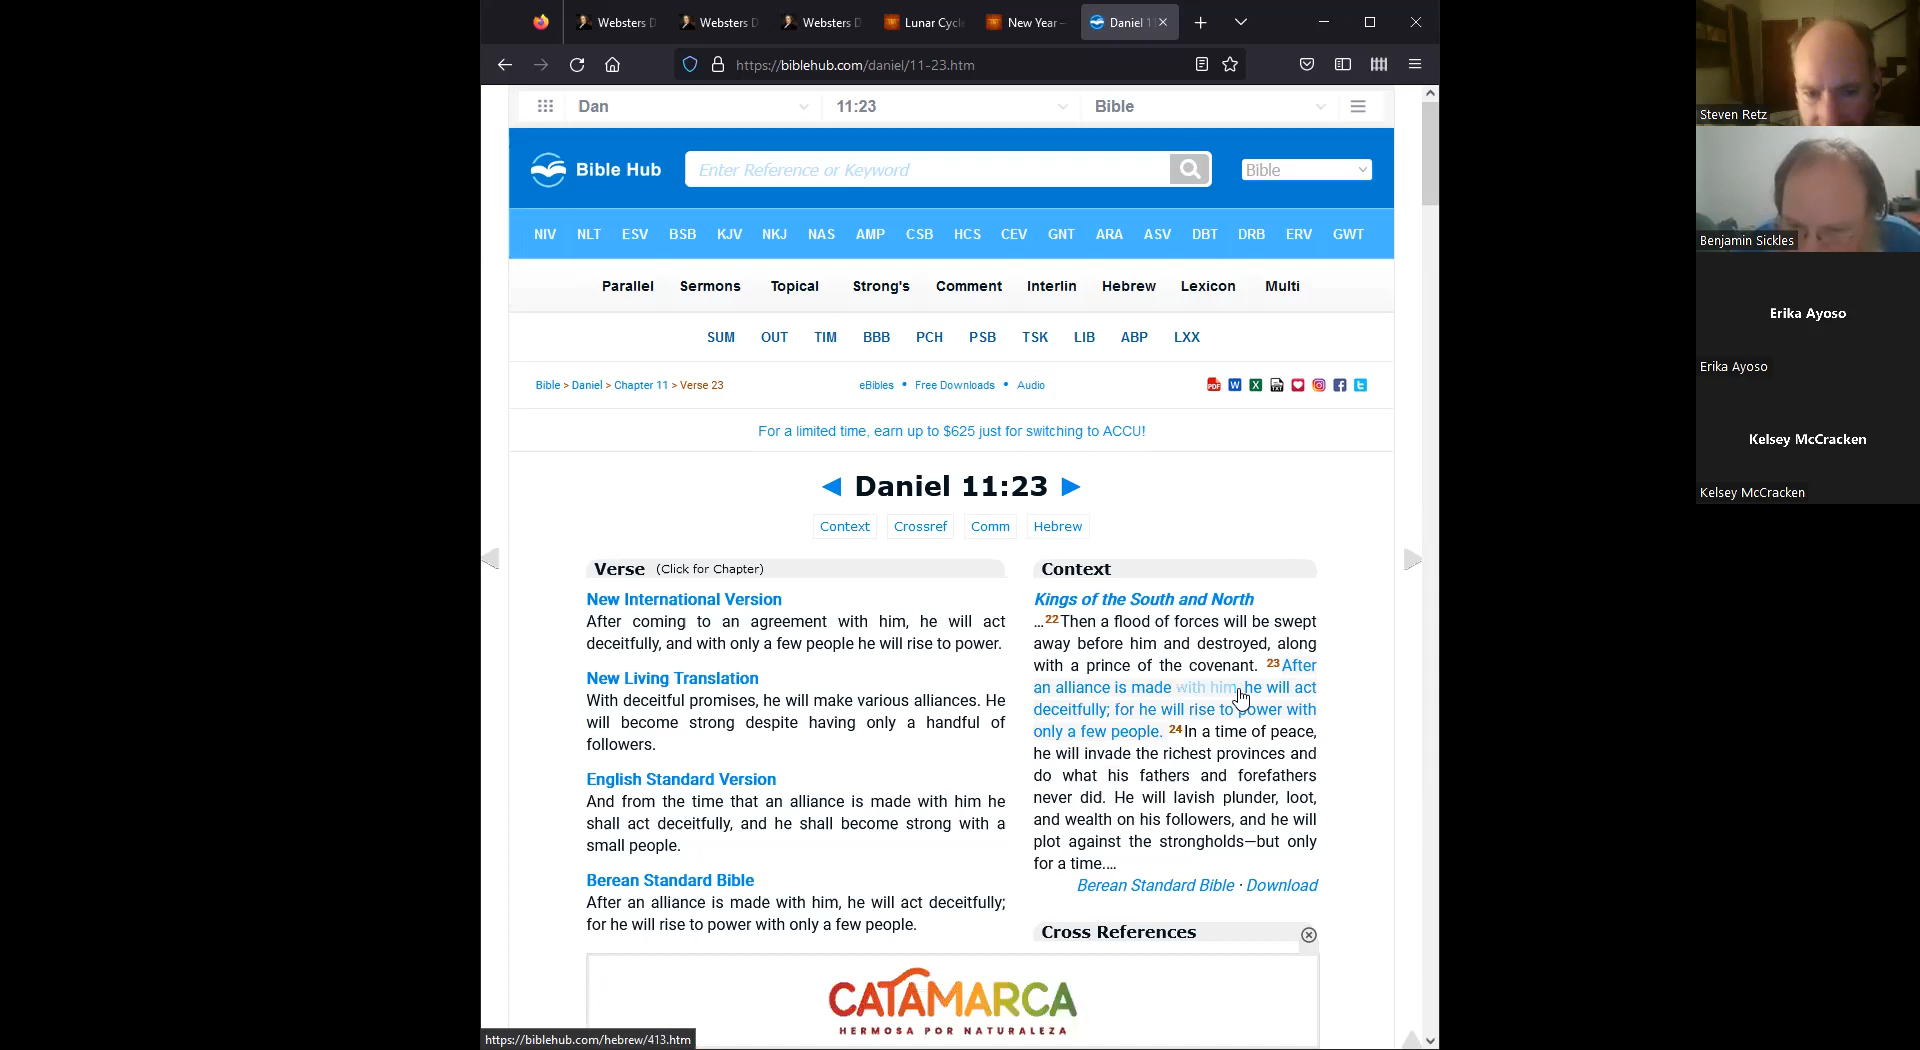 Websters D
Websters D
Websters D
Lunar Cycl
New Year –
Daniel 1
https://biblehub.com/daniel/11-23.htm
Dan
11:23
Bible
Bible Hub
Enter Reference or Keyword
Bible
NIV NLT ESV BSB KJV NKJ NAS AMP CSB HCS CEV GNT ARA ASV DBT DRB ERV GWT
Parallel Sermons Topical Strong's Comment Interlin Hebrew Lexicon Multi
SUM OUT TIM BBB PCH PSB TSK LIB ABP LXX
Bible > Daniel > Chapter 11 > Verse 23
eBibles • Free Downloads • Audio
For a limited time, earn up to $625 just for switching to ACCU!
◄ Daniel 11:23 ►
Context Crossref Comm Hebrew
Verse (Click for Chapter)
New International Version
After coming to an agreement with him, he will act
deceitfully, and with only a few people he will rise to power.
New Living Translation
With deceitful promises, he will make various alliances. He
will become strong despite having only a handful of
followers.
English Standard Version
And from the time that an alliance is made with him he
shall act deceitfully, and he shall become strong with a
small people.
Berean Standard Bible
After an alliance is made with him, he will act deceitfully;
for he will rise to power with only a few people.
Context
Kings of the South and North
…22Then a flood of forces will be swept
away before him and destroyed, along
with a prince of the covenant. 23After
an alliance is made with him, he will act
deceitfully; for he will rise to power with
only a few people. 24In a time of peace,
he will invade the richest provinces and
do what his fathers and forefathers
never did. He will lavish plunder, loot,
and wealth on his followers, and he will
plot against the strongholds—but only
for a time.…
Berean Standard Bible · Download
Cross References
CATAMARCA
HERMOSA POR NATURALEZA
https://biblehub.com/hebrew/413.htm
Steven Retz
Benjamin Sickles
Erika Ayoso
Erika Ayoso
Kelsey McCracken
Kelsey McCracken